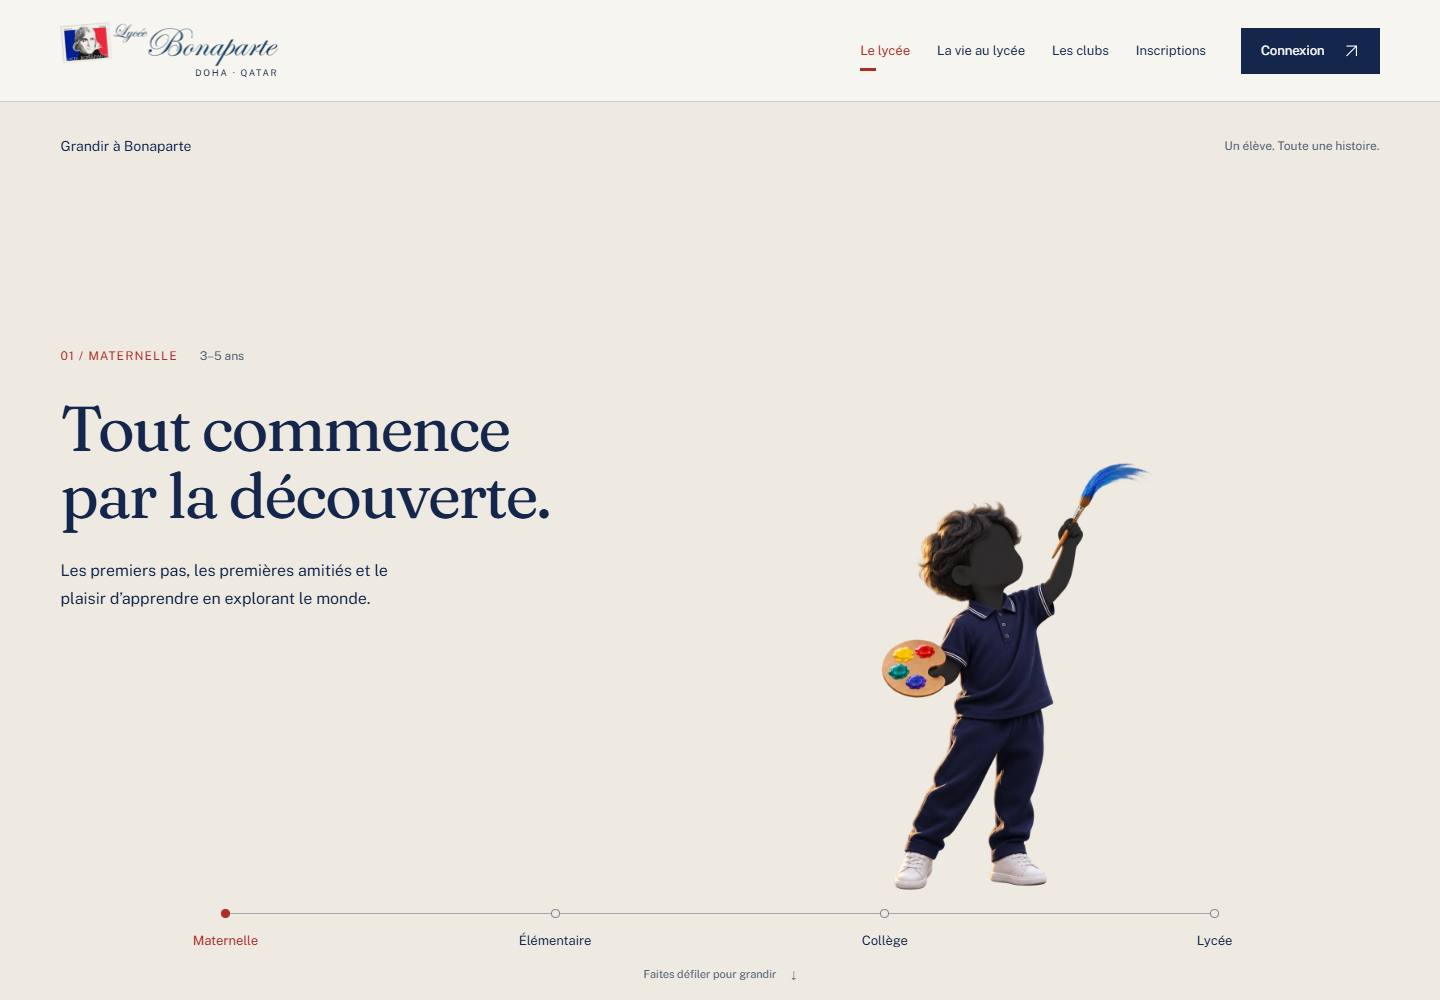 Lycée Bonaparte
DOHA · QATAR
Le lycée
La vie au lycée
Les clubs
Inscriptions
Connexion
Grandir à Bonaparte
Un élève. Toute une histoire.
01 / MATERNELLE 3–5 ans
Tout commence
par la découverte.
Les premiers pas, les premières amitiés et le
plaisir d’apprendre en explorant le monde.
Maternelle
Élémentaire
Collège
Lycée
Faites défiler pour grandir ↓